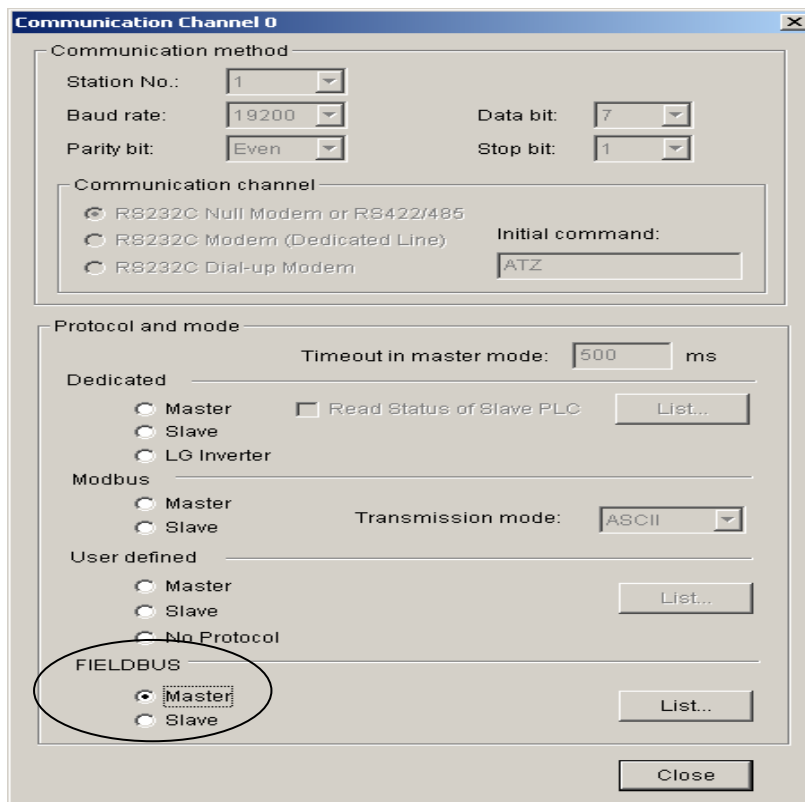 Communication Channel 0
Communication method
Station No.: 1
Baud rate: 19200 Data bit: 7
Parity bit: Even Stop bit: 1
Communication channel
RS232C Null Modem or RS422/485
RS232C Modem (Dedicated Line) Initial command:
RS232C Dial-up Modem ATZ
Protocol and mode
Timeout in master mode: 500 ms
Dedicated
Master Read Status of Slave PLC List...
Slave
LG Inverter
Modbus
Master
Slave Transmission mode: ASCII
User defined
Master
Slave List...
No Protocol
FIELDBUS
Master List...
Slave
Close